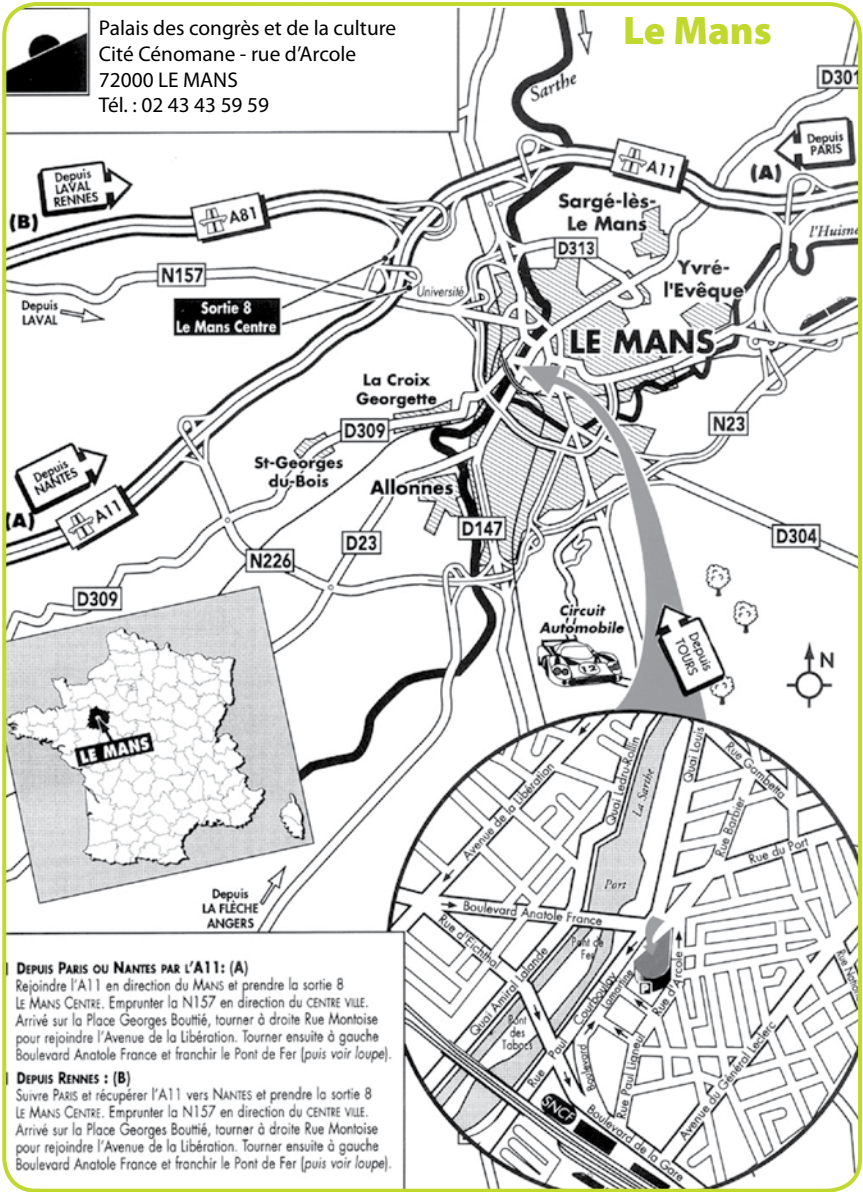 Palais des congrès et de la culture
Cité Cénomane - rue d'Arcole
72000 LE MANS
Tél. : 02 43 43 59 59
Le Mans
Sarthe
D301
Depuis
PARIS
A11
(A)
Depuis
LAVAL
RENNES
(B)
A81
Sargé-lès-
Le Mans
l'Huisne
D313
N157
Yvré-
l'Evêque
Université
Depuis
LAVAL
Sortie 8
Le Mans Centre
LE MANS
La Croix
Georgette
N23
D309
St-Georges
du-Bois
Depuis
NANTES
Allonnes
A11
(A)
D147
D23
D304
N226
D309
Circuit
Automobile
12
Depuis
TOURS
N
LE MANS
Depuis
LA FLÈCHE
ANGERS
Avenue de la Libération
Quai Ledru-Rollin
La Sarthe
Quai Louis
Rue Gambetta
Rue Barbier
Rue du Port
Port
Boulevard Anatole France
Rue d'Eichthal
Pont de
Fer
Quai Amiral Lalande
Courboulay
Lamartine
P
Rue d'Arcole
Pont
des
Tabacs
Rue Paul
Boulevard
Rue Paul Ligneul
Avenue du Général Leclerc
SNCF
Boulevard de la Gare
DEPUIS PARIS OU NANTES PAR L'A11: (A)
Rejoindre l'A11 en direction du MANS et prendre la sortie 8
LE MANS CENTRE. Emprunter la N157 en direction du CENTRE VILLE.
Arrivé sur la Place Georges Bouttié, tourner à droite Rue Montoise
pour rejoindre l'Avenue de la Libération. Tourner ensuite à gauche
Boulevard Anatole France et franchir le Pont de Fer (puis voir loupe).
DEPUIS RENNES : (B)
Suivre PARIS et récupérer l'A11 vers NANTES et prendre la sortie 8
LE MANS CENTRE. Emprunter la N157 en direction du CENTRE VILLE.
Arrivé sur la Place Georges Bouttié, tourner à droite Rue Montoise
pour rejoindre l'Avenue de la Libération. Tourner ensuite à gauche
Boulevard Anatole France et franchir le Pont de Fer (puis voir loupe).